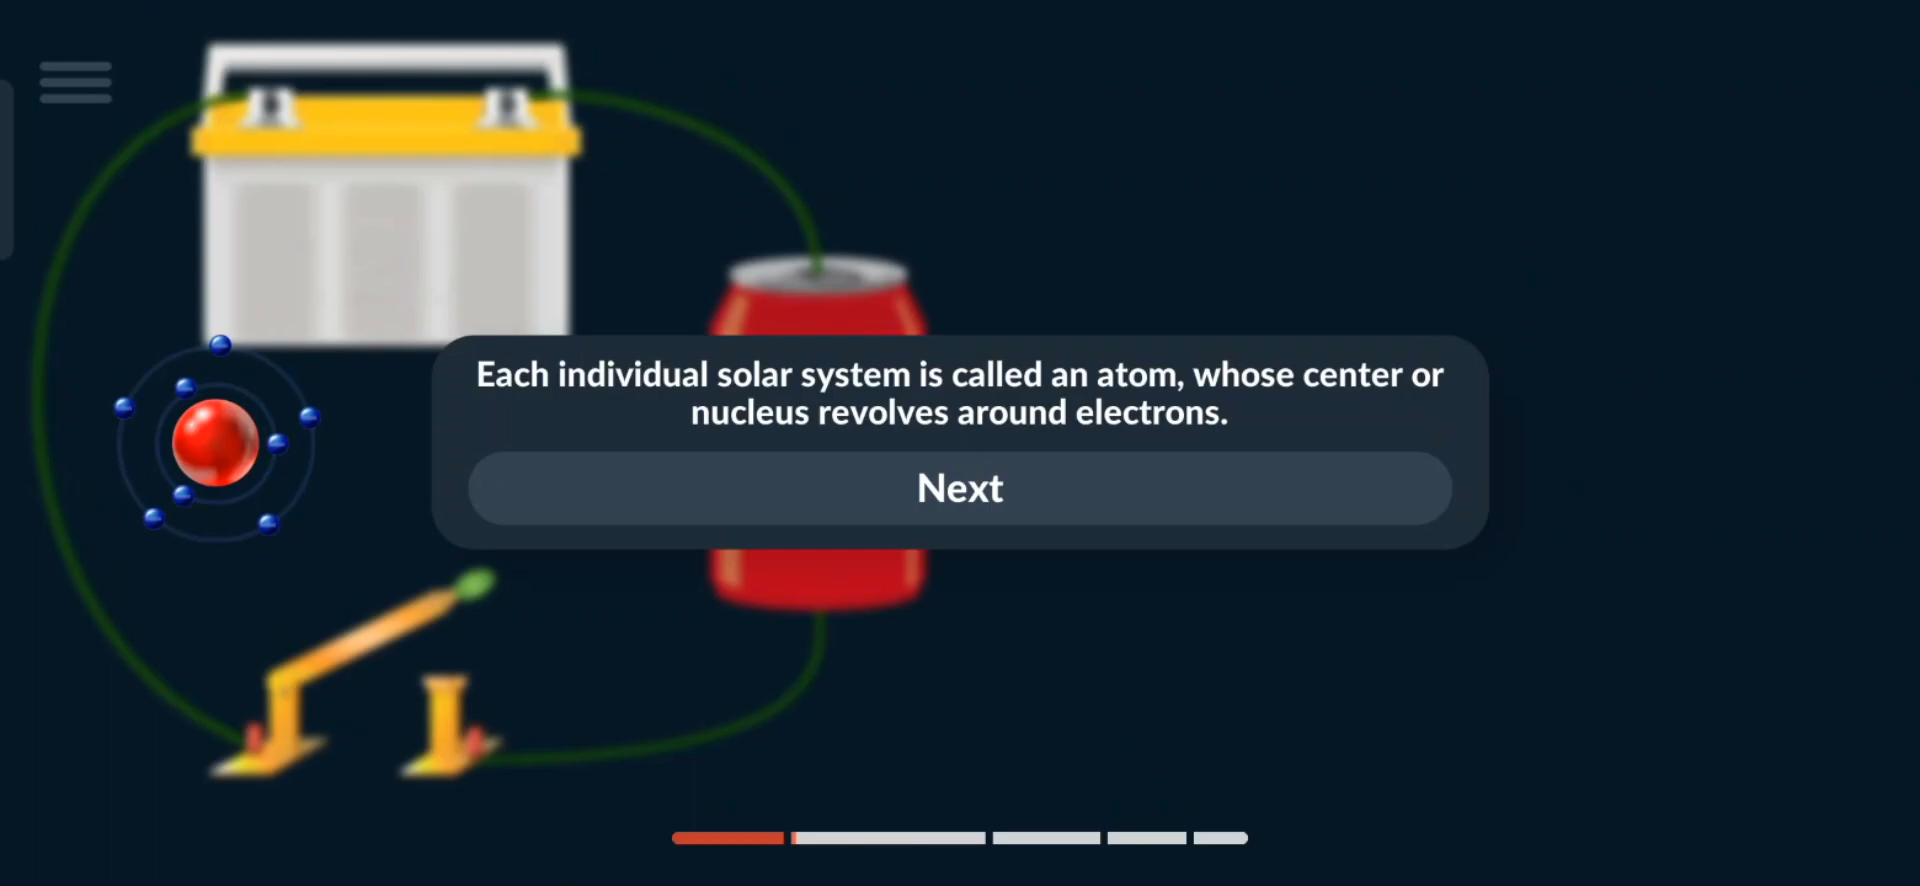 Each individual solar system is called an atom, whose center or
nucleus revolves around electrons.
Next